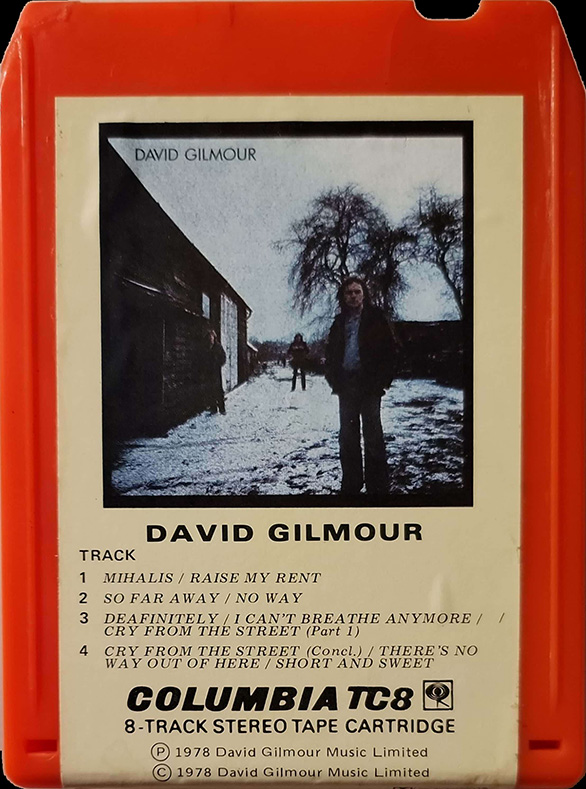 DAVID GILMOUR
DAVID GILMOUR
TRACK
1 MIHALIS / RAISE MY RENT
2 SO FAR AWAY / NO WAY
3 DEAFINITELY / I CAN'T BREATHE ANYMORE / /
CRY FROM THE STREET (Part 1)
4 CRY FROM THE STREET (Concl.) / THERE'S NO
WAY OUT OF HERE / SHORT AND SWEET
COLUMBIA TC8
8-TRACK STEREO TAPE CARTRIDGE
Ⓟ 1978 David Gilmour Music Limited
© 1978 David Gilmour Music Limited